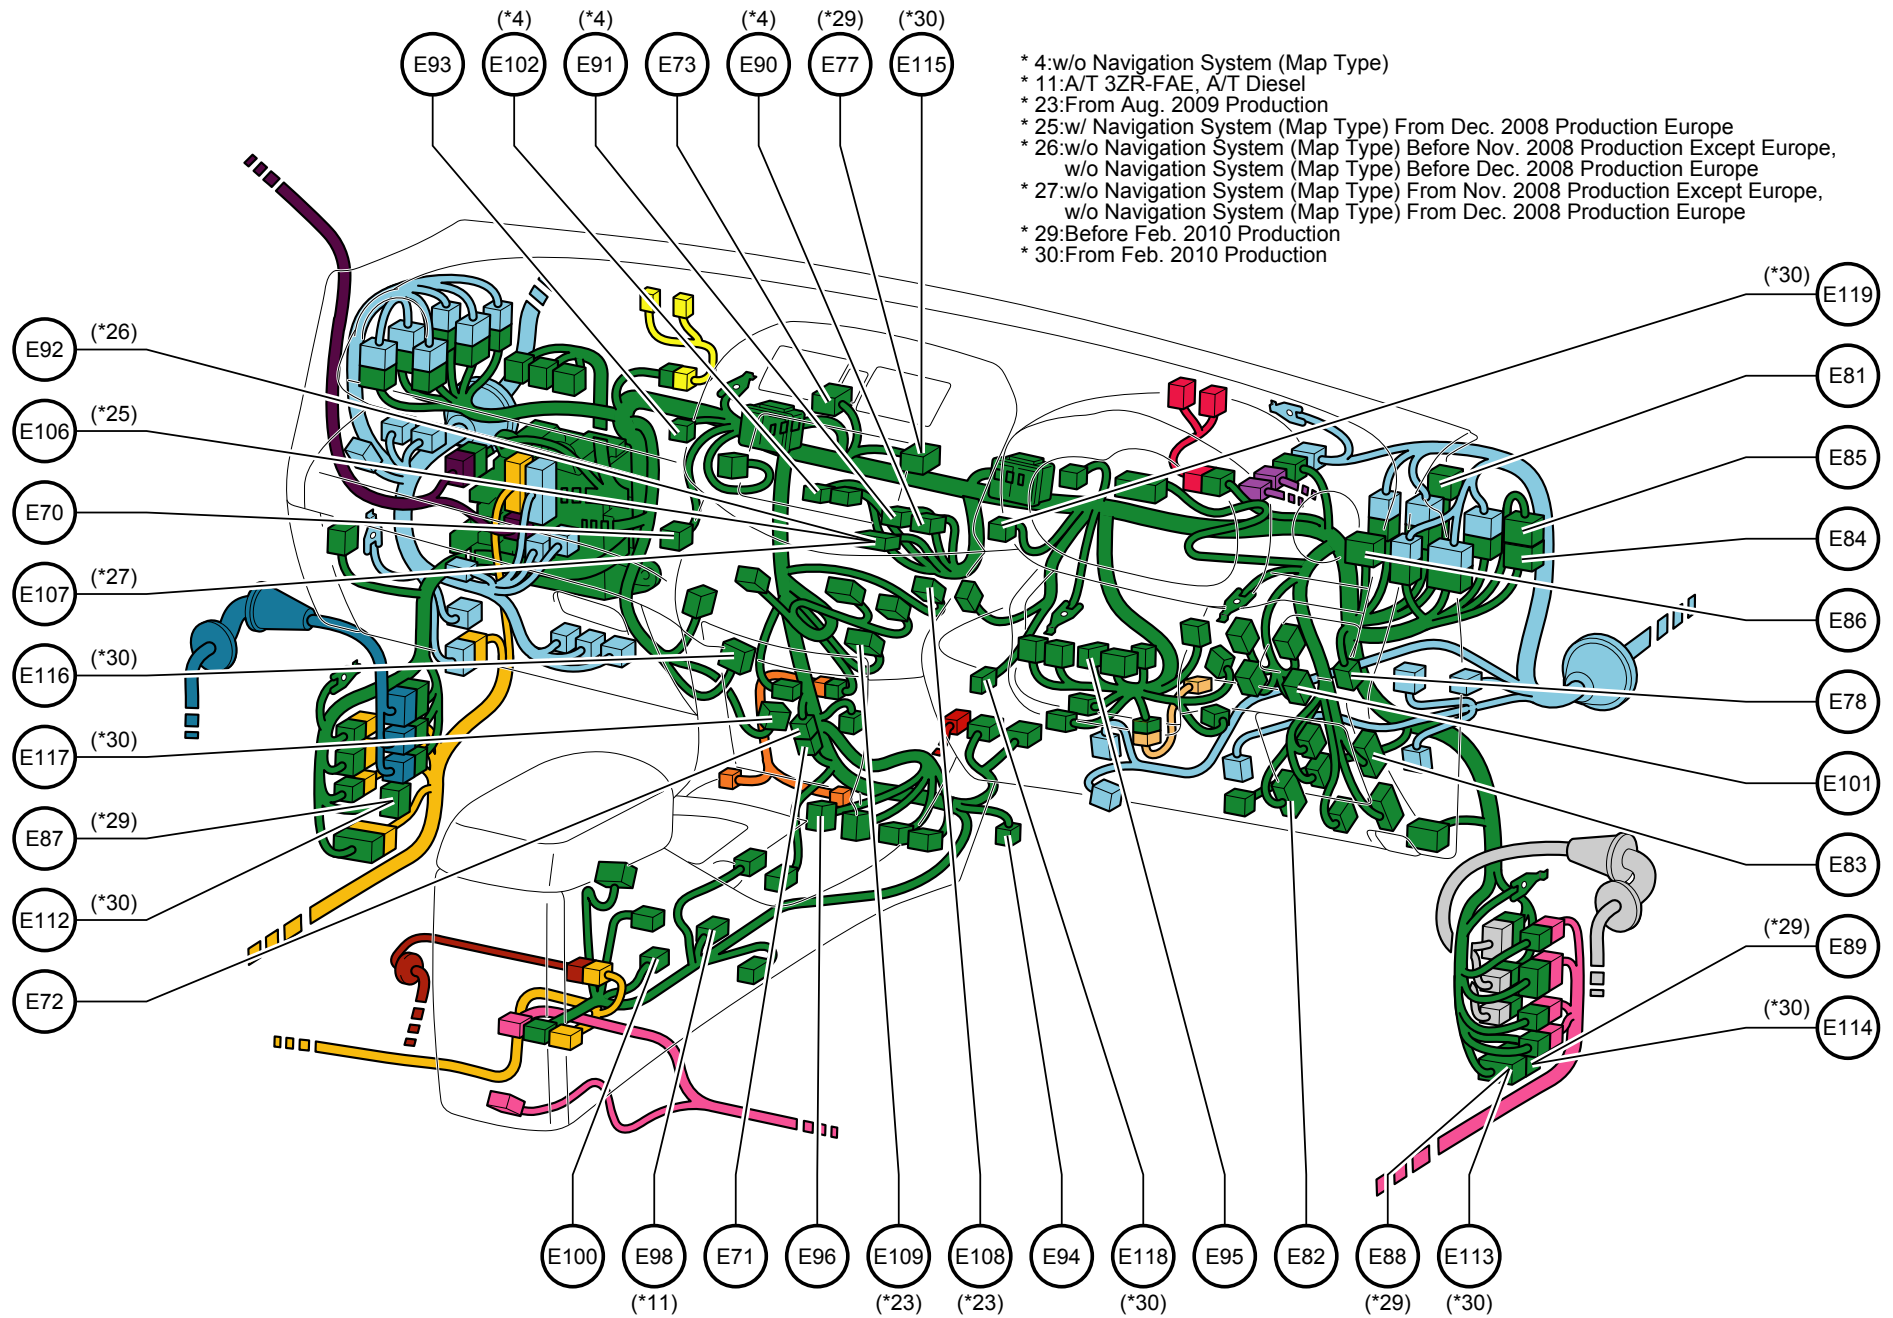 (*4) (*4) (*4) (*29) (*30)
E93 E102 E91 E73 E90 E77 E115
* 4:w/o Navigation System (Map Type)
* 11:A/T 3ZR-FAE, A/T Diesel
* 23:From Aug. 2009 Production
* 25:w/ Navigation System (Map Type) From Dec. 2008 Production Europe
* 26:w/o Navigation System (Map Type) Before Nov. 2008 Production Except Europe,
w/o Navigation System (Map Type) Before Dec. 2008 Production Europe
* 27:w/o Navigation System (Map Type) From Nov. 2008 Production Except Europe,
w/o Navigation System (Map Type) From Dec. 2008 Production Europe
* 29:Before Feb. 2010 Production
* 30:From Feb. 2010 Production
E92 (*26)
E106 (*25)
E70
E107 (*27)
E116 (*30)
E117 (*30)
E87 (*29)
E112 (*30)
E72
(*30) E119
E81
E85
E84
E86
E78
E101
E83
(*29) E89
(*30) E114
E100 E98 E71 E96 E109 E108 E94 E118 E95 E82 E88 E113
(*11) (*23) (*23) (*30) (*29) (*30)